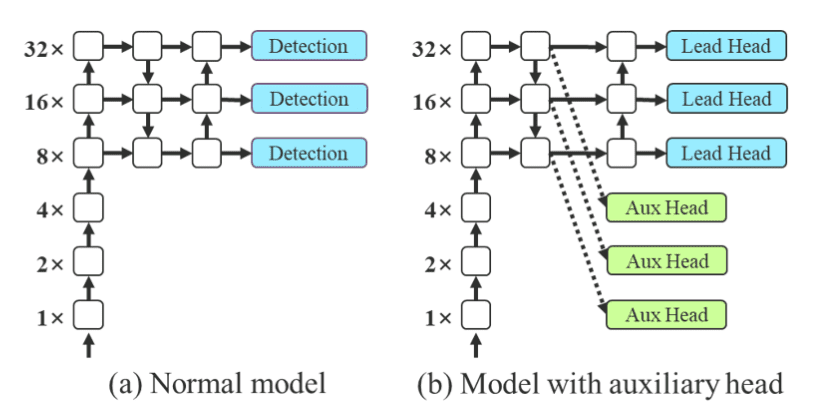 32× Detection
16× Detection
8× Detection
4×
2×
1×
(a) Normal model
32× Lead Head
16× Lead Head
8× Lead Head
4× Aux Head
2× Aux Head
1× Aux Head
(b) Model with auxiliary head